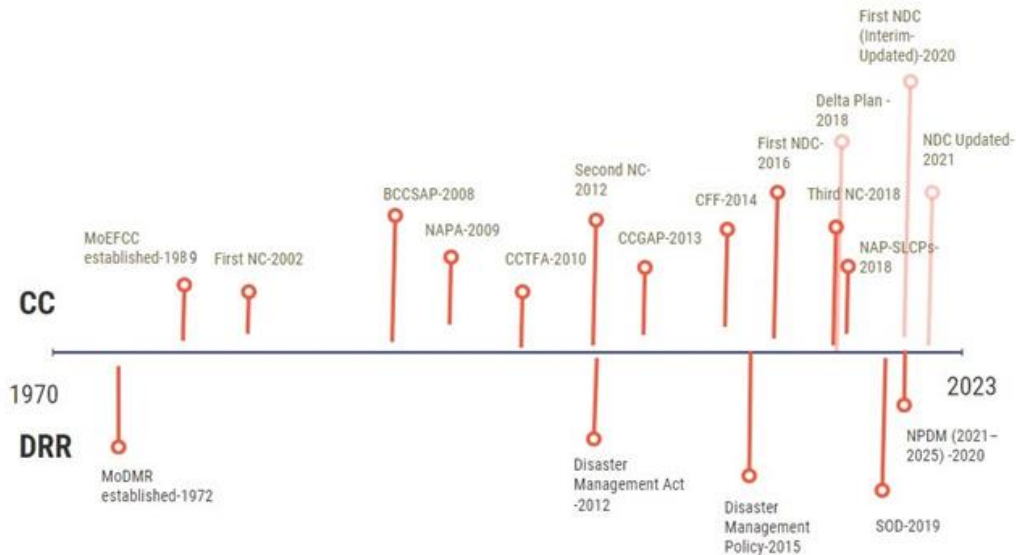 First NDC
(Interim-
Updated)-2020
Delta Plan -
2018
First NDC-
2016
NDC Updated-
2021
Second NC-
2012
BCCSAP-2008
CFF-2014
Third NC-2018
NAPA-2009
CCGAP-2013
MoEFCC
established-1989
First NC-2002
CCTFA-2010
NAP-SLCPs-
2018
CC
1970
2023
DRR
MoDMR
established-1972
Disaster
Management Act
-2012
Disaster
Management
Policy-2015
SOD-2019
NPDM (2021–
2025) -2020